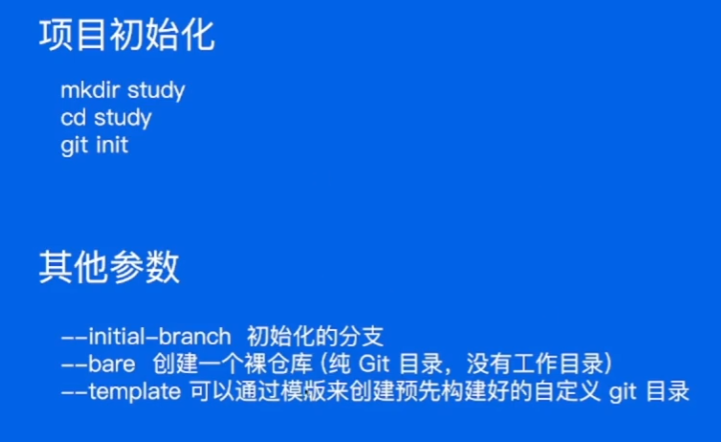 项目初始化
mkdir study
cd study
git init
其他参数
--initial-branch 初始化的分支
--bare 创建一个裸仓库 (纯 Git 目录，没有工作目录)
--template 可以通过模版来创建预先构建好的自定义 git 目录